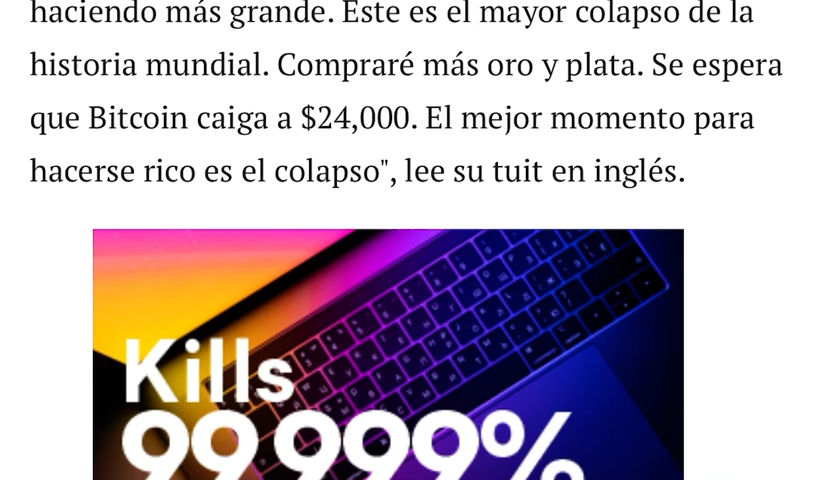 haciendo más grande. Este es el mayor colapso de la
historia mundial. Compraré más oro y plata. Se espera
que Bitcoin caiga a $24,000. El mejor momento para
hacerse rico es el colapso", lee su tuit en inglés.
Kills
99.999%